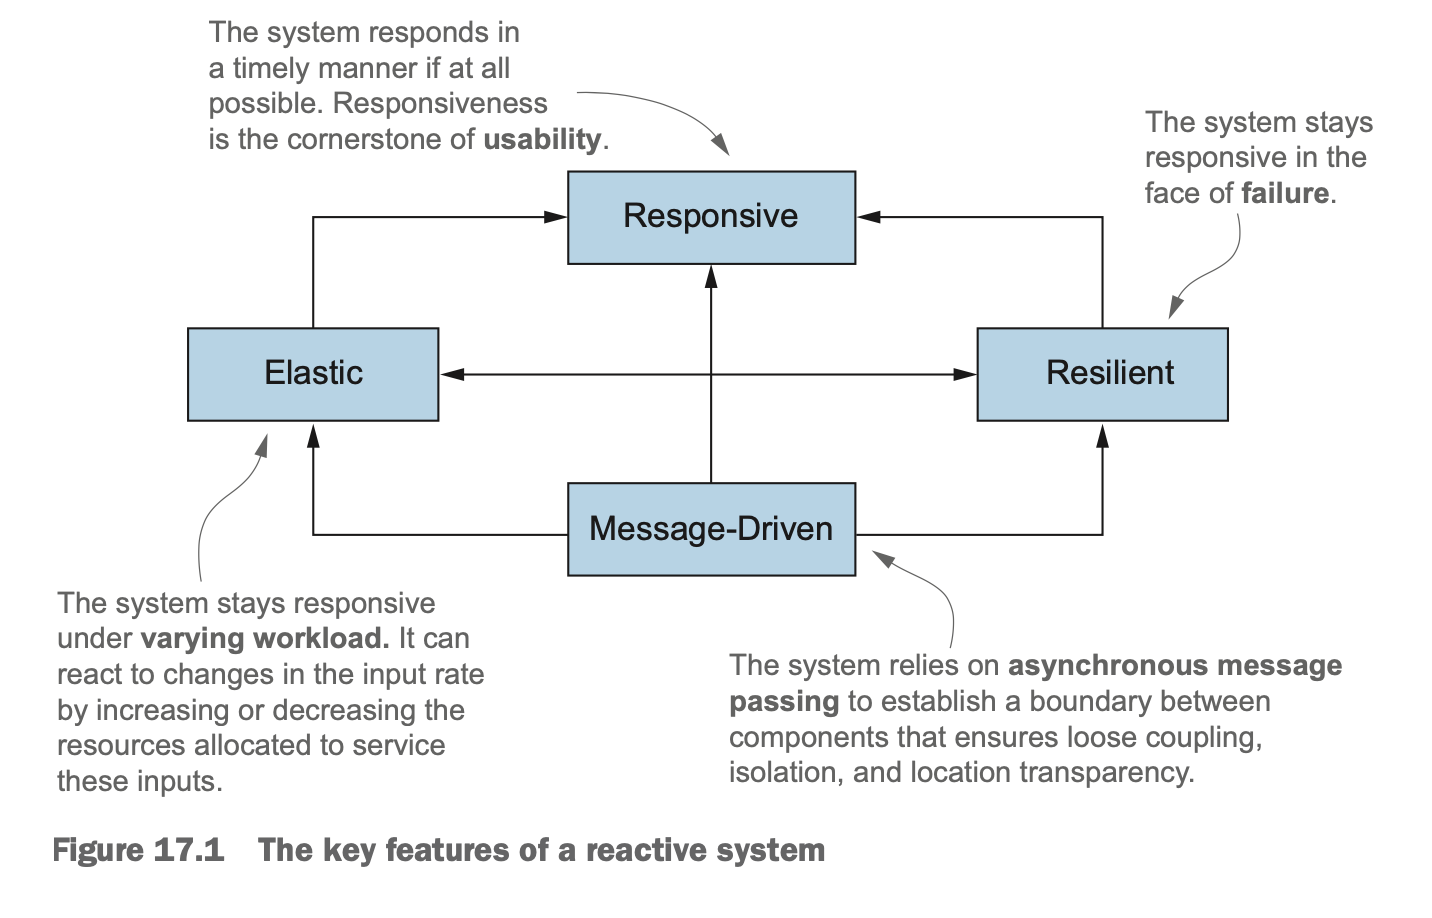 The system responds in
a timely manner if at all
possible. Responsiveness
is the cornerstone of usability.
The system stays
responsive in the
face of failure.
Responsive
Elastic
Resilient
Message-Driven
The system stays responsive
under varying workload. It can
react to changes in the input rate
by increasing or decreasing the
resources allocated to service
these inputs.
The system relies on asynchronous message
passing to establish a boundary between
components that ensures loose coupling,
isolation, and location transparency.
Figure 17.1 The key features of a reactive system